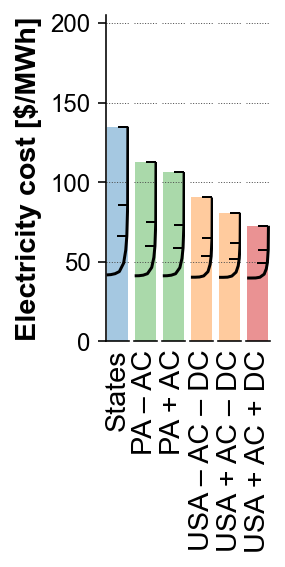 Electricity cost [$/MWh]
200
150
100
50
0
States
PA – AC
PA + AC
USA – AC – DC
USA + AC – DC
USA + AC + DC